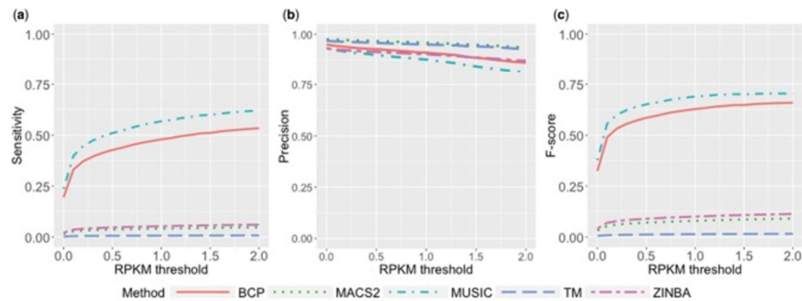 (a) (b) (c)
1.00 1.00 1.00
0.75 0.75 0.75
0.50 0.50 0.50
0.25 0.25 0.25
0.00 0.00 0.00
Sensitivity Precision F-score
0.0 0.5 1.0 1.5 2.0 0.0 0.5 1.0 1.5 2.0 0.0 0.5 1.0 1.5 2.0
RPKM threshold RPKM threshold RPKM threshold
Method BCP MACS2 MUSIC TM ZINBA